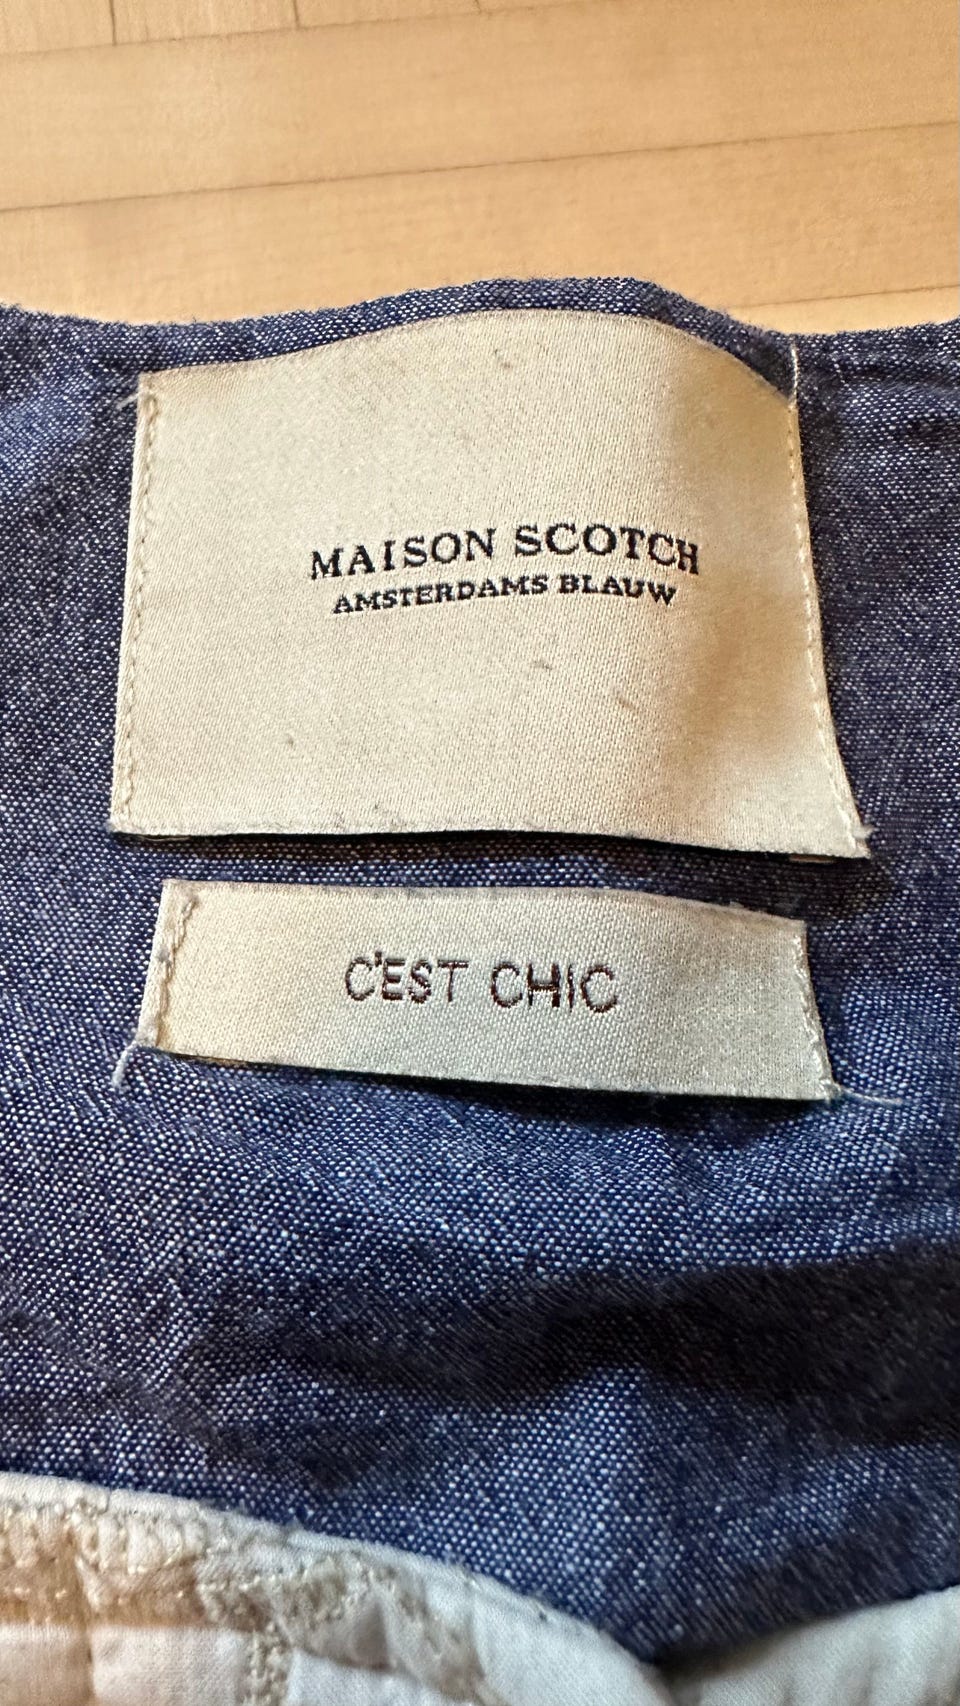 MAISON SCOTCH
AMSTERDAMS BLAUW
C'EST CHIC